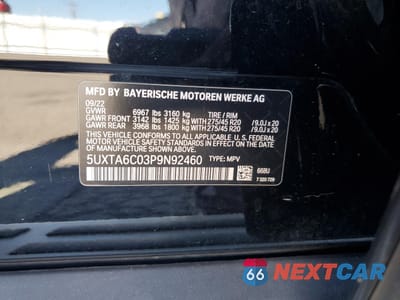 MFD BY BAYERISCHE MOTOREN WERKE AG
09/22
GVWR 6967 lbs 3160 kg TIRE / RIM
GAWR FRONT 3142 lbs 1425 kg WITH 275/45 R20 / 9.0J x 20
GAWR REAR 3968 lbs 1800 kg WITH 275/45 R20 / 9.0J x 20
THIS VEHICLE CONFORMS TO ALL APPLICABLE U.S. FEDERAL
MOTOR VEHICLE SAFETY STANDARDS IN EFFECT ON THE
DATE OF MANUFACTURE SHOWN ABOVE.
5UXTA6C03P9N92460 TYPE: MPV
668U
66 NEXTCAR